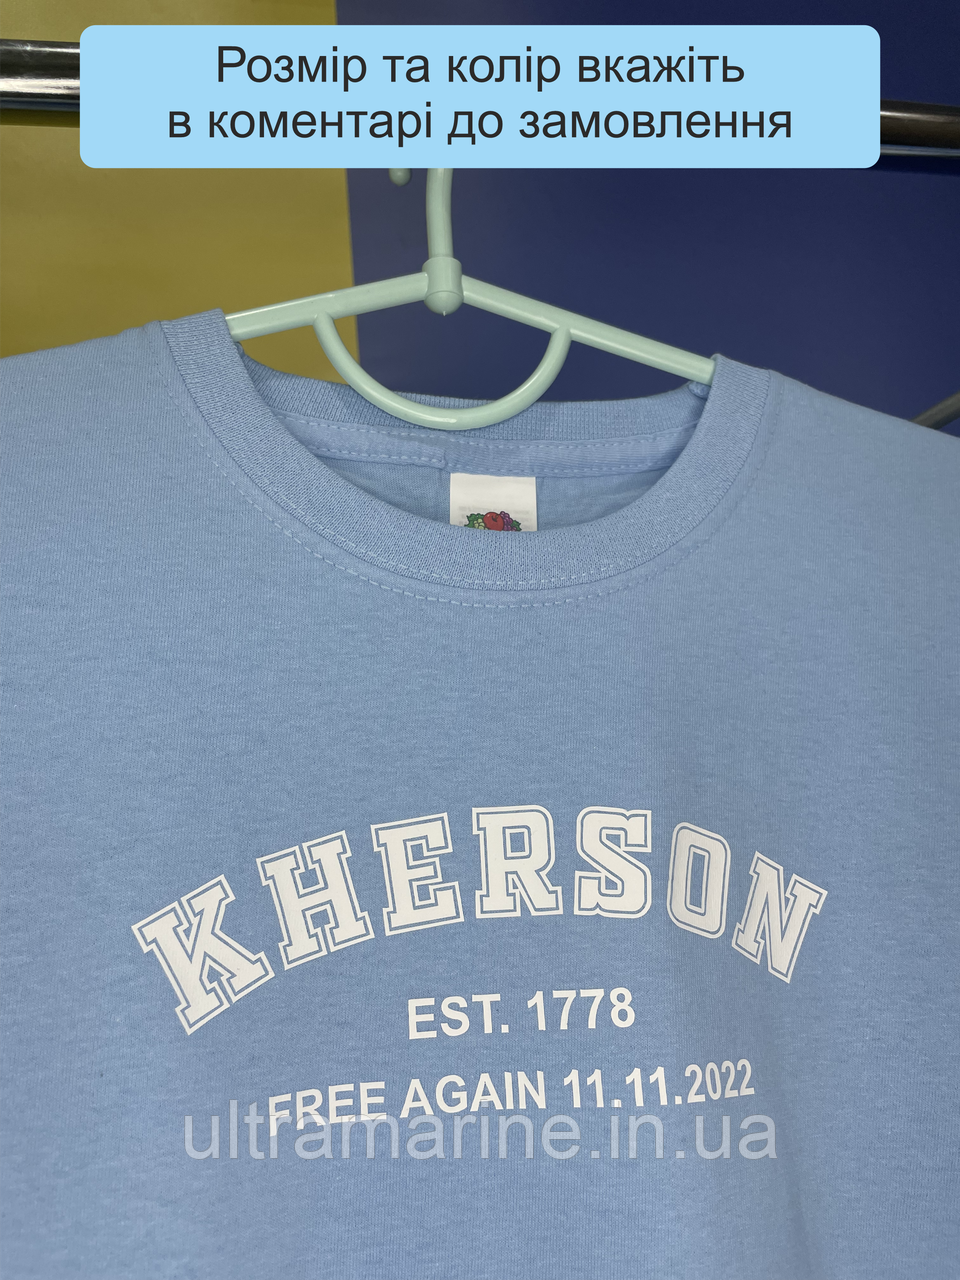 Розмір та колір вкажіть
в коментарі до замовлення
KHERSON
EST. 1778
FREE AGAIN 11.11.2022
ultramarine.in.ua